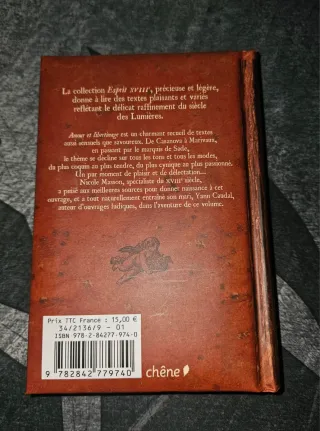 La collection Esprit XVIIIᵉ, précieuse et légère,
donne à lire des textes plaisants et variés
reflétant le délicat raffinement du siècle
des Lumières.
Amour et libertinage est un charmant recueil de textes
aussi sensuels que savoureux. De Casanova à Marivaux,
en passant par le marquis de Sade,
le thème se décline sur tous les tons et tous les modes,
du plus coquin au plus tendre, du plus cynique au plus passionné.
Un pur moment de plaisir et de délectation...
Nicole Masson, spécialiste du XVIIIᵉ siècle,
a puisé aux meilleures sources pour donner naissance à cet
ouvrage, et a tout naturellement entraîné son mari, Yann Caudal,
auteur d'ouvrages ludiques, dans l'aventure de ce volume.
Prix TTC France : 15,00 €
34/2136/9 - 01
ISBN 978-2-84277-974-0
9 782842 779740
chêne